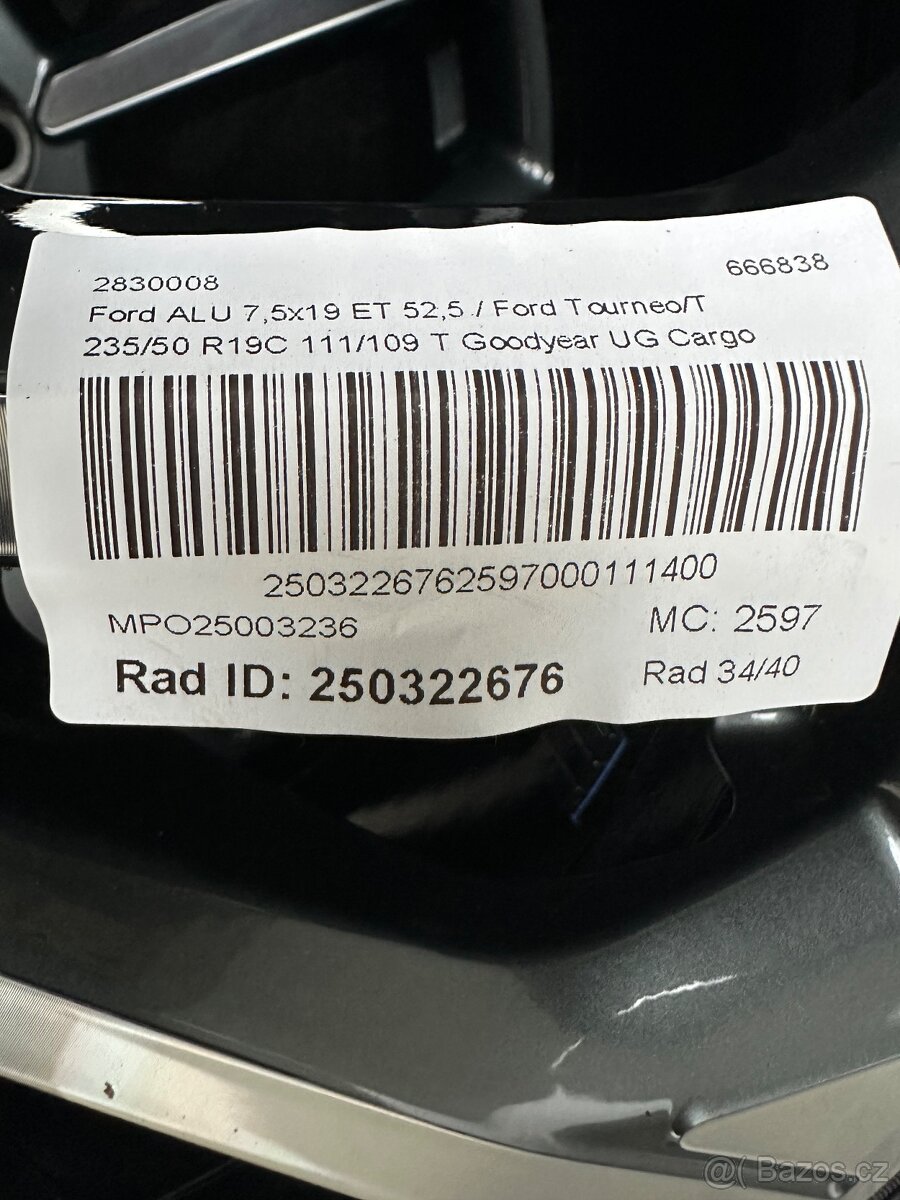 2830008
666838
Ford ALU 7,5x19 ET 52,5 / Ford Tourneo/T
235/50 R19C 111/109 T Goodyear UG Cargo
2503226762597000111400
MPO25003236
MC: 2597
Rad ID: 250322676
Rad 34/40
@( Bazos.cz